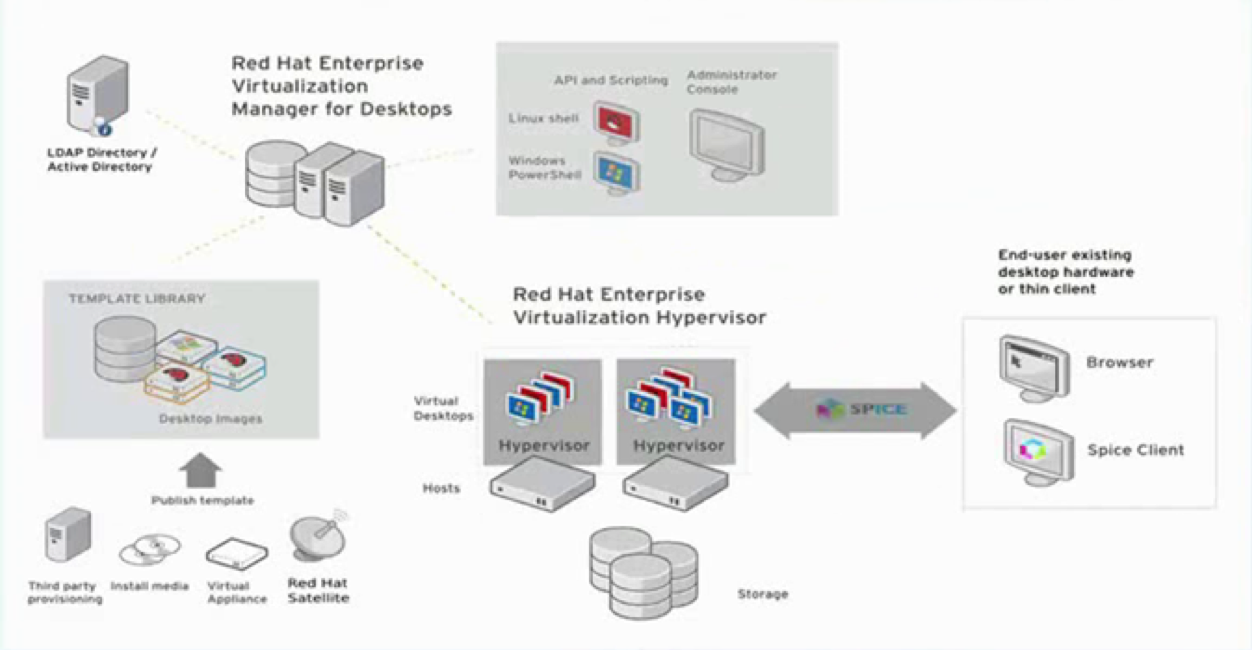 Red Hat Enterprise
Virtualization
Manager for Desktops
LDAP Directory /
Active Directory
API and Scripting
Administrator
Console
Linux shell
Windows
PowerShell
TEMPLATE LIBRARY
Desktop Images
Publish template
Third party
provisioning
Install media
Virtual
Appliance
Red Hat
Satellite
Red Hat Enterprise
Virtualization Hypervisor
Virtual
Desktops
Hypervisor
Hypervisor
Hosts
Storage
SPICE
End-user existing
desktop hardware
or thin client
Browser
Spice Client